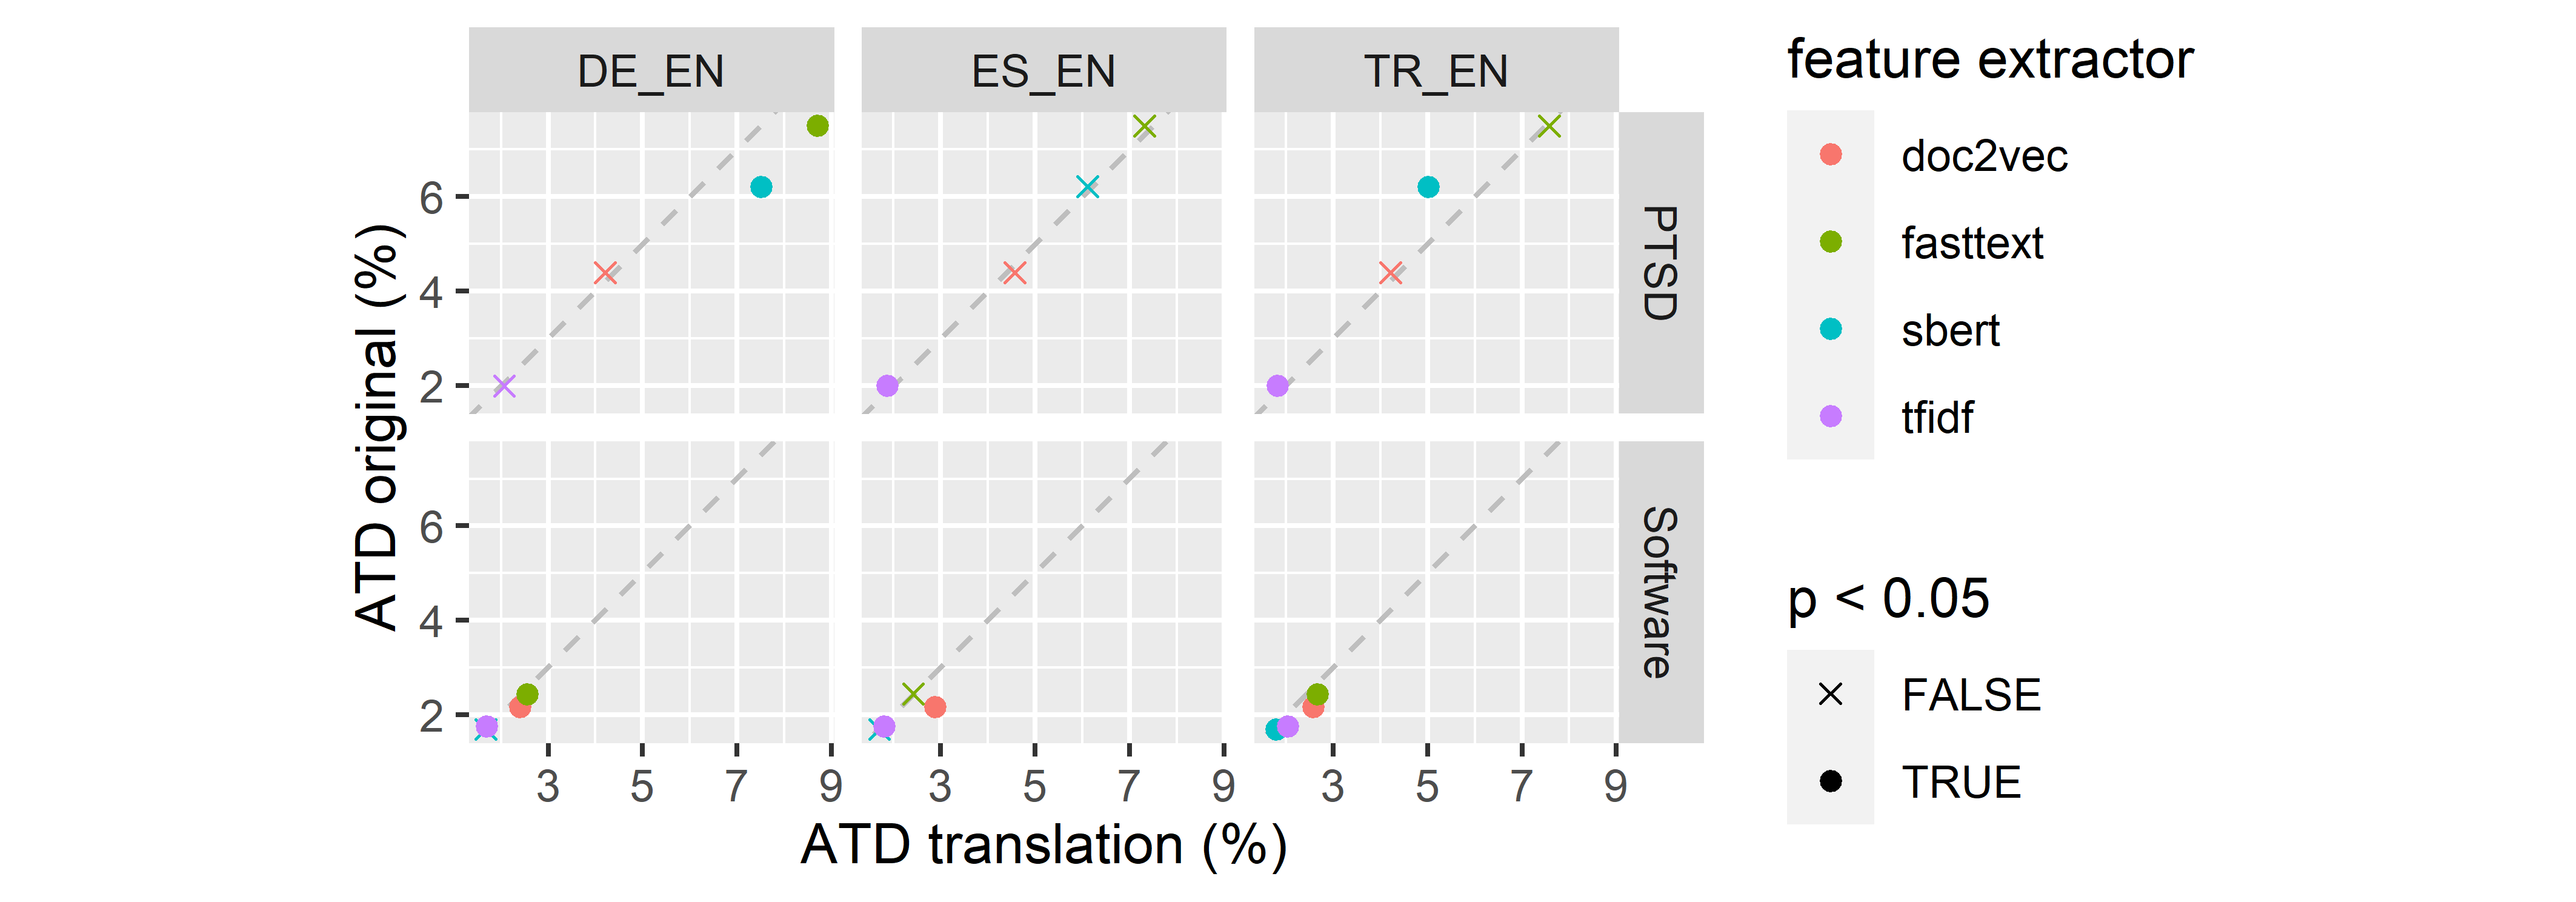 DE_EN
ES_EN
TR_EN
PTSD
Software
ATD original (%)
6
4
2
6
4
2
3
5
7
9
3
5
7
9
3
5
7
9
ATD translation (%)
feature extractor
doc2vec
fasttext
sbert
tfidf
p < 0.05
FALSE
TRUE